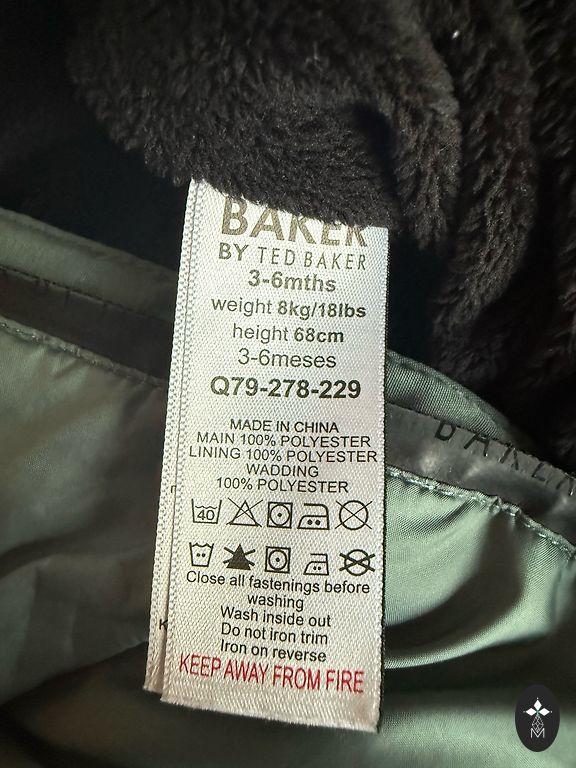 BAKER
BY TED BAKER
3-6mths
weight 8kg/18lbs
height 68cm
3-6meses
Q79-278-229
MADE IN CHINA
MAIN 100% POLYESTER
LINING 100% POLYESTER
WADDING
100% POLYESTER
40
Close all fastenings before
washing
Wash inside out
Do not iron trim
Iron on reverse
KEEP AWAY FROM FIRE
BAKER
M